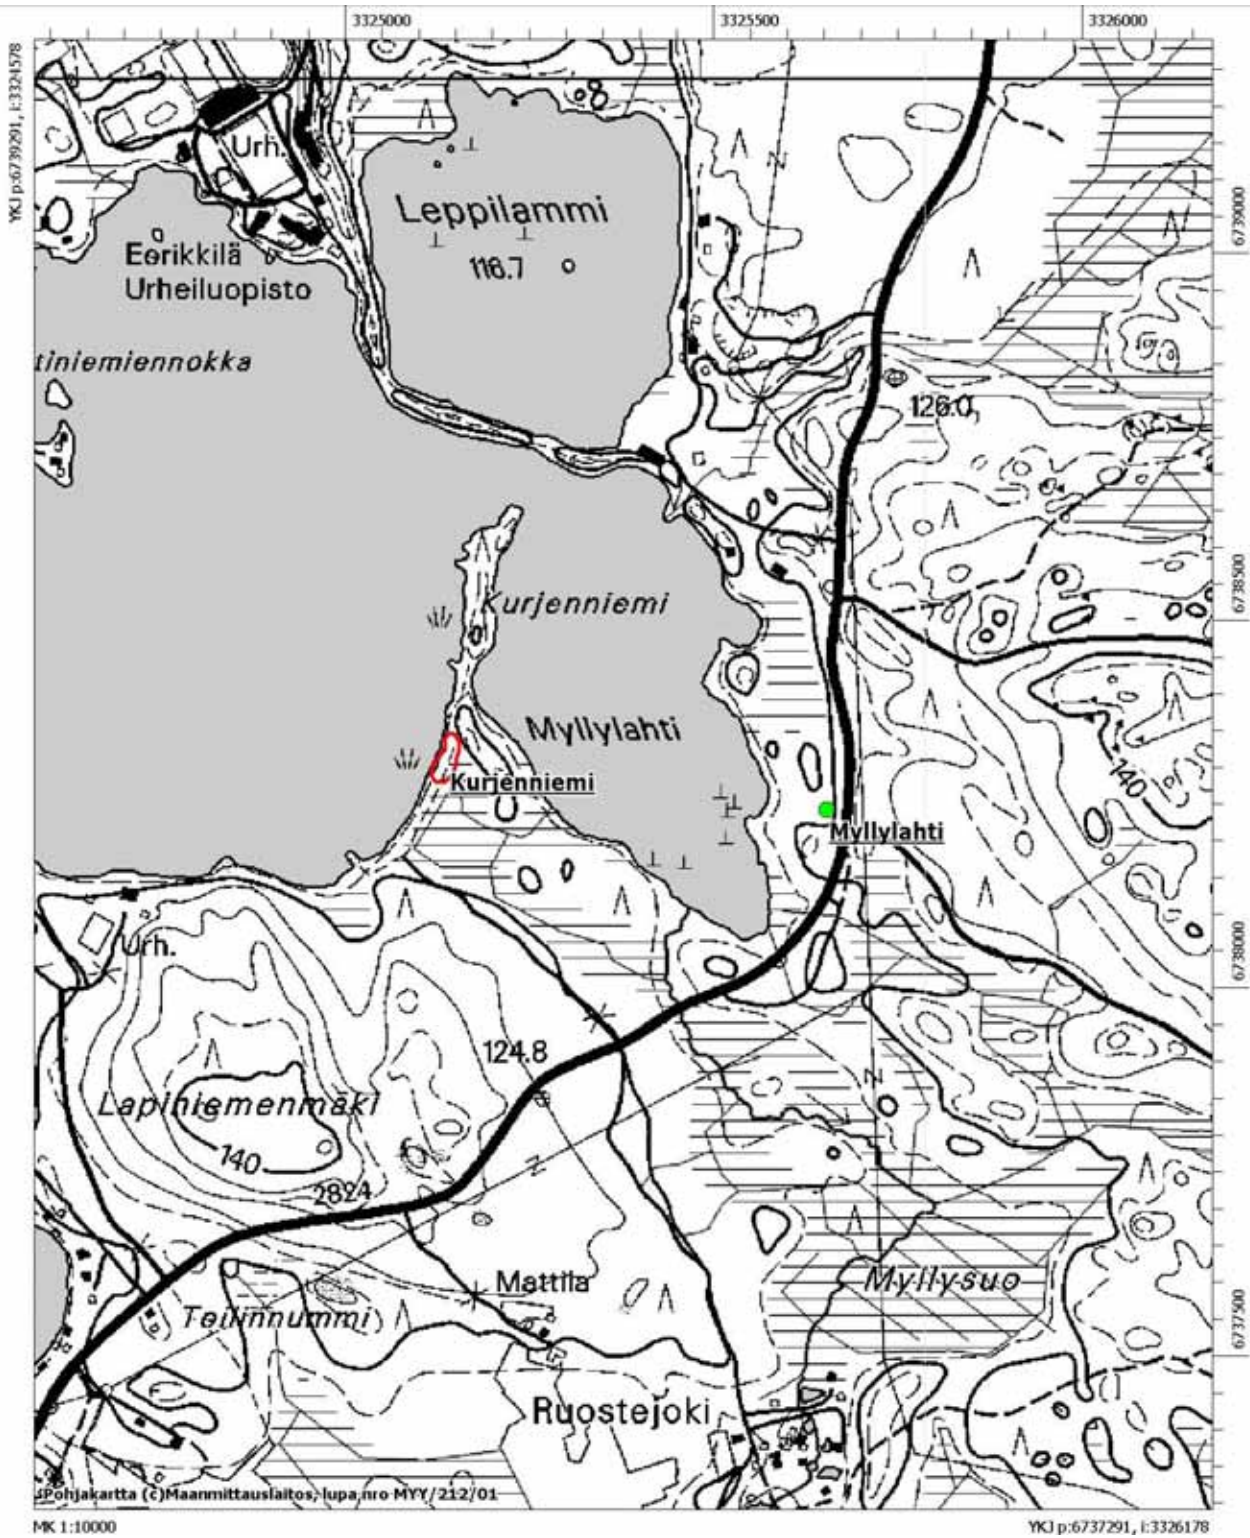 3325000
3325500
3326000
YKJ p:6739291, i:3324578
Urh.
Leppilammi
116.7
6739000
Eerikkilä
Urheiluopisto
tiniemiennokka
126.0
Kurjenniemi
6738500
Myllylahti
Kurjenniemi
140
Myllylahti
Urh.
6738000
124.8
Lapiniemenmäki
140
2824
Mattila
Myllysuo
Teilinnummi
6737500
Ruostejoki
Pohjakartta (c)Maanmittauslaitos, lupa nro MYY/212/01
MK 1:10000
YKJ p:6737291, i:3326178